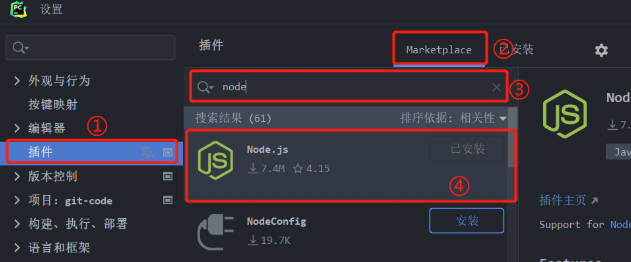 PC 设置
插件 Marketplace ② 已安装
外观与行为
按键映射
编辑器
①
插件
版本控制
项目: git-code
构建、执行、部署
语言和框架
node
③
搜索结果 (61) 排序依据: 相关性
JS Node.js 已安装
7.4M 4.15
④
NodeConfig 安装
19.7K
JS
Nod
7.
Jav
插件主页
Support for Node